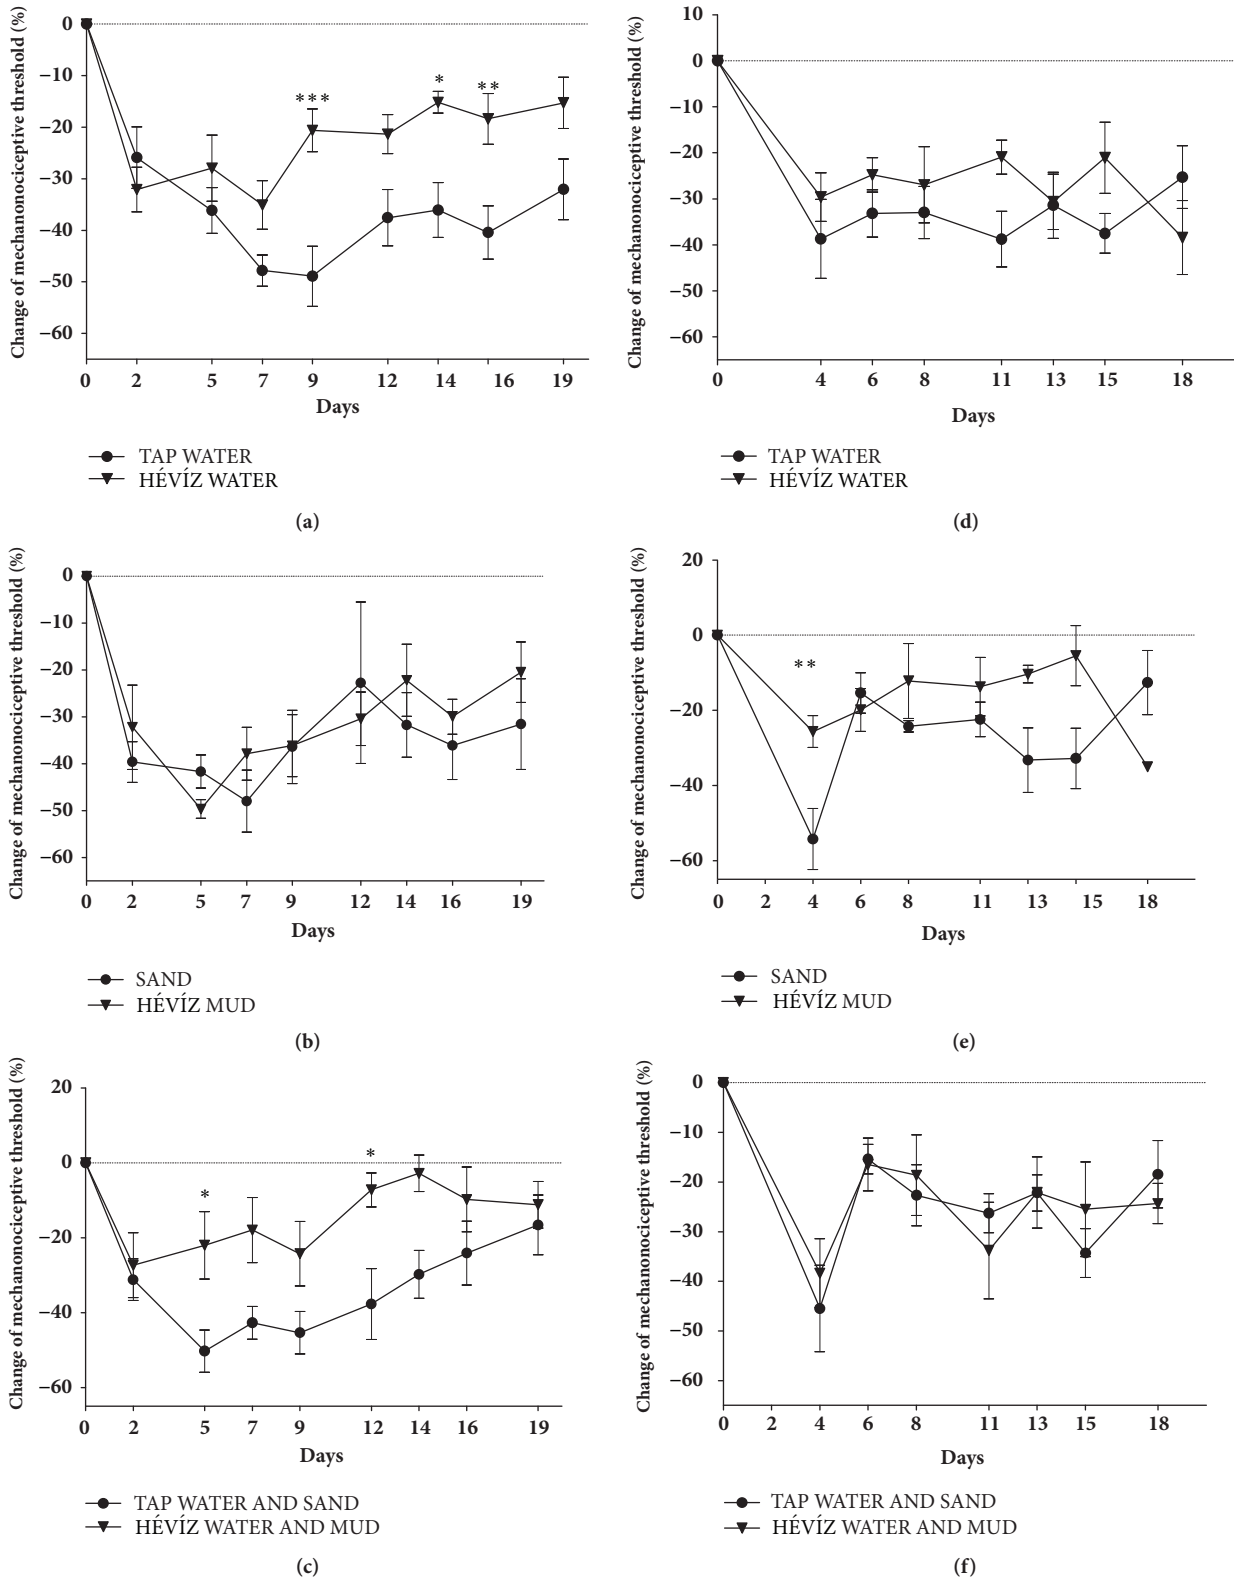 Change of mechanonociceptive threshold (%)
0
−10
−20
−30
−40
−50
−60
***
*
**
0 2 5 7 9 12 14 16 19
Days
TAP WATER
HÉVÍZ WATER
(a)
Change of mechanonociceptive threshold (%)
10
0
−10
−20
−30
−40
−50
−60
0 4 6 8 11 13 15 18
Days
TAP WATER
HÉVÍZ WATER
(d)
Change of mechanonociceptive threshold (%)
0
−10
−20
−30
−40
−50
−60
0 2 5 7 9 12 14 16 19
Days
SAND
HÉVÍZ MUD
(b)
Change of mechanonociceptive threshold (%)
20
0
−20
−40
−60
**
0 2 4 6 8 11 13 15 18
Days
SAND
HÉVÍZ MUD
(e)
Change of mechanonociceptive threshold (%)
20
0
−20
−40
−60
*
*
0 2 5 7 9 12 14 16 19
Days
TAP WATER AND SAND
HÉVÍZ WATER AND MUD
(c)
Change of mechanonociceptive threshold (%)
0
−10
−20
−30
−40
−50
−60
0 2 4 6 8 11 13 15 18
Days
TAP WATER AND SAND
HÉVÍZ WATER AND MUD
(f)